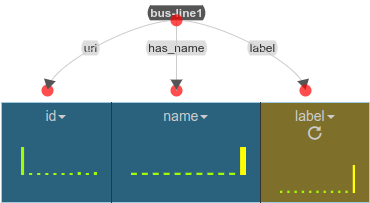 bus-line1
uri has_name label
id name label